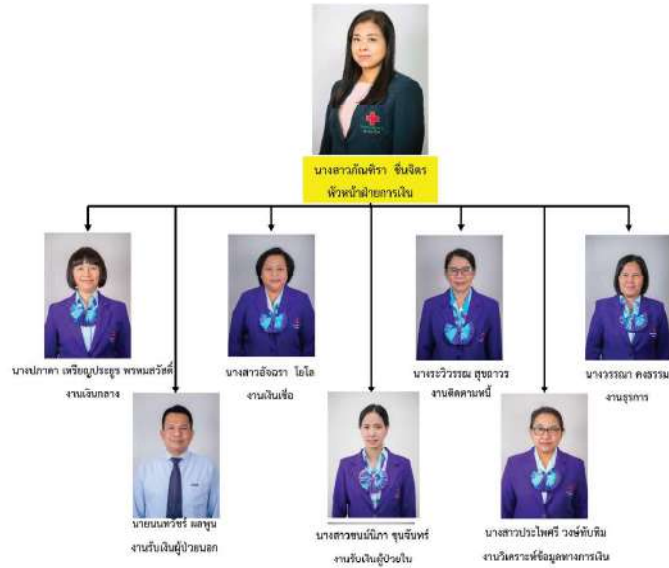 นางสาวภัณฑิรา ชื่นจิตร
หัวหน้าฝ่ายการเงิน
นางปภาดา เหรียญประยูร พรหมสวัสดิ์
งานเงินกลาง
นางสาวอัจฉรา โยโล
งานเงินเชื่อ
นางระวิวรรณ สุขถาวร
งานติดตามหนี้
นางวรรณา คงธรรม
งานธุรการ
นายนนทวัชร์ ผลพูน
งานรับเงินผู้ป่วยนอก
นางสาวชนม์นิภา ขุนจันทร์
งานรับเงินผู้ป่วยใน
นางสาวประไพศรี วงษ์ทับทิม
งานวิเคราะห์ข้อมูลทางการเงิน